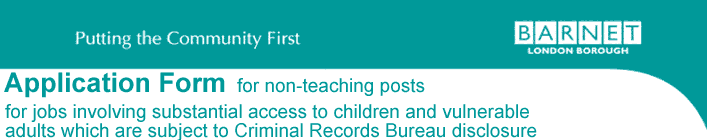 Putting the Community First
BARNET
LONDON BOROUGH
Application Form for non-teaching posts
for jobs involving substantial access to children and vulnerable
adults which are subject to Criminal Records Bureau disclosure